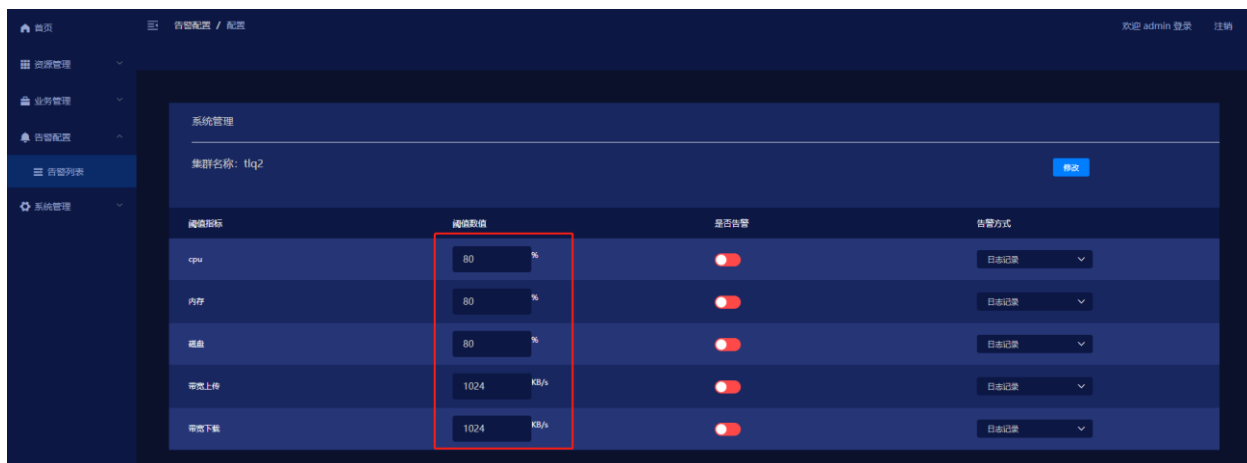 首页
告警配置 / 配置
欢迎 admin 登录 注销
资源管理
业务管理
告警配置
告警列表
系统管理
系统管理
集群名称：tlq2
修改
阈值指标 阈值数值 是否告警 告警方式
cpu 80 % 日志记录
内存 80 % 日志记录
磁盘 80 % 日志记录
带宽上传 1024 KB/s 日志记录
带宽下载 1024 KB/s 日志记录